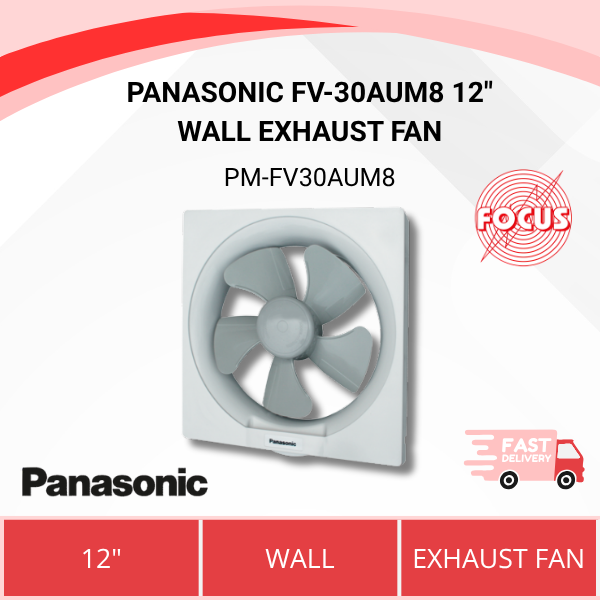 PANASONIC FV-30AUM8 12"
WALL EXHAUST FAN
PM-FV30AUM8
FOCUS
Panasonic
FAST
DELIVERY
Panasonic
12"
WALL
EXHAUST FAN